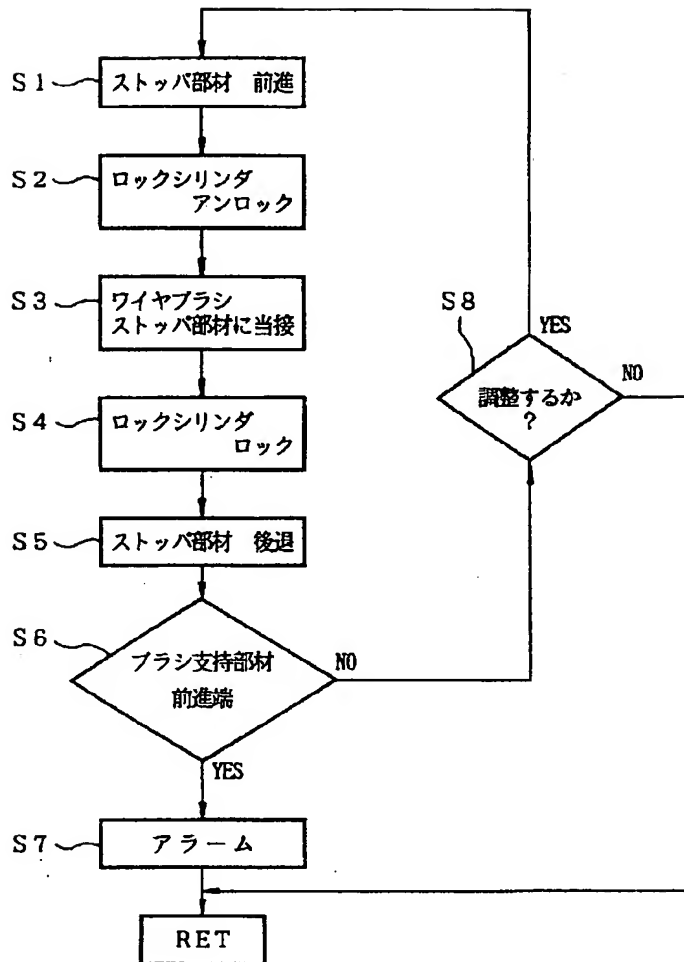 S1
ストッパ部材 前進
S2
ロックシリンダ
アンロック
S3
ワイヤブラシ
ストッパ部材に当接
S4
ロックシリンダ
ロック
S5
ストッパ部材 後退
S6
ブラシ支持部材
前進端
NO
YES
S7
アラーム
RET
S8
YES
NO
調整するか
?